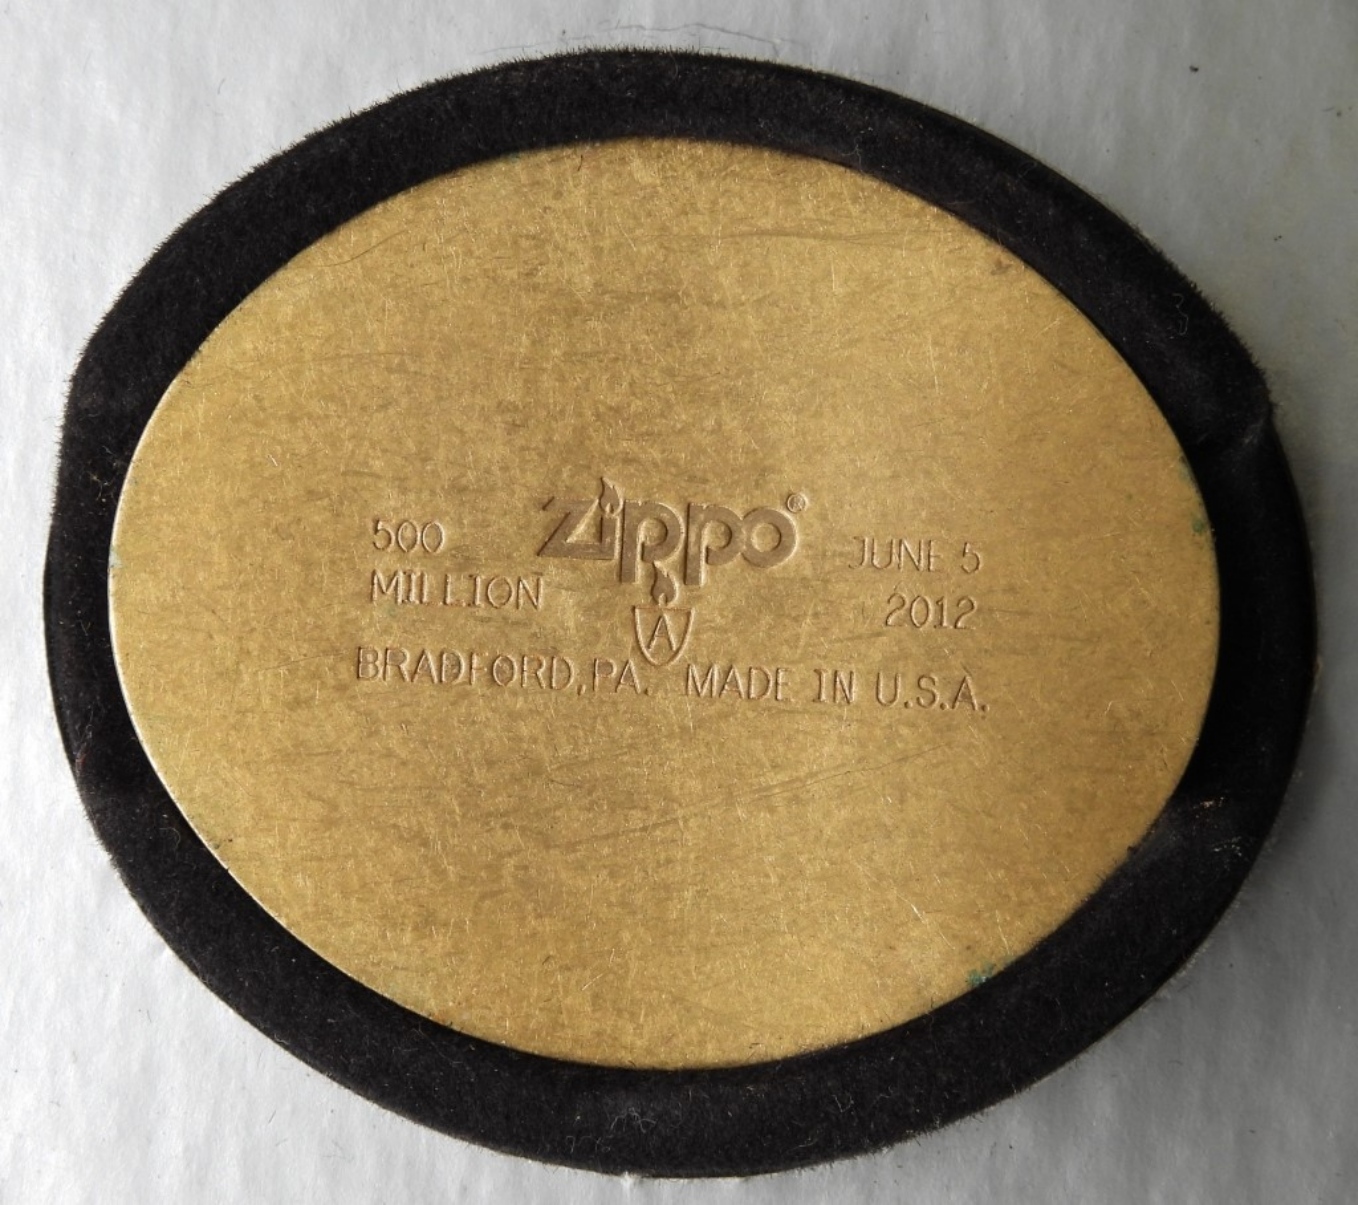 zippo®
500 JUNE 5
MILLION 2012
A
BRADFORD, PA. MADE IN U.S.A.